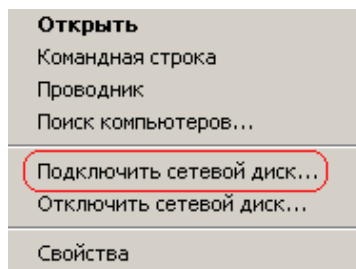 Открыть
Командная строка
Проводник
Поиск компьютеров...
Подключить сетевой диск...
Отключить сетевой диск...
Свойства